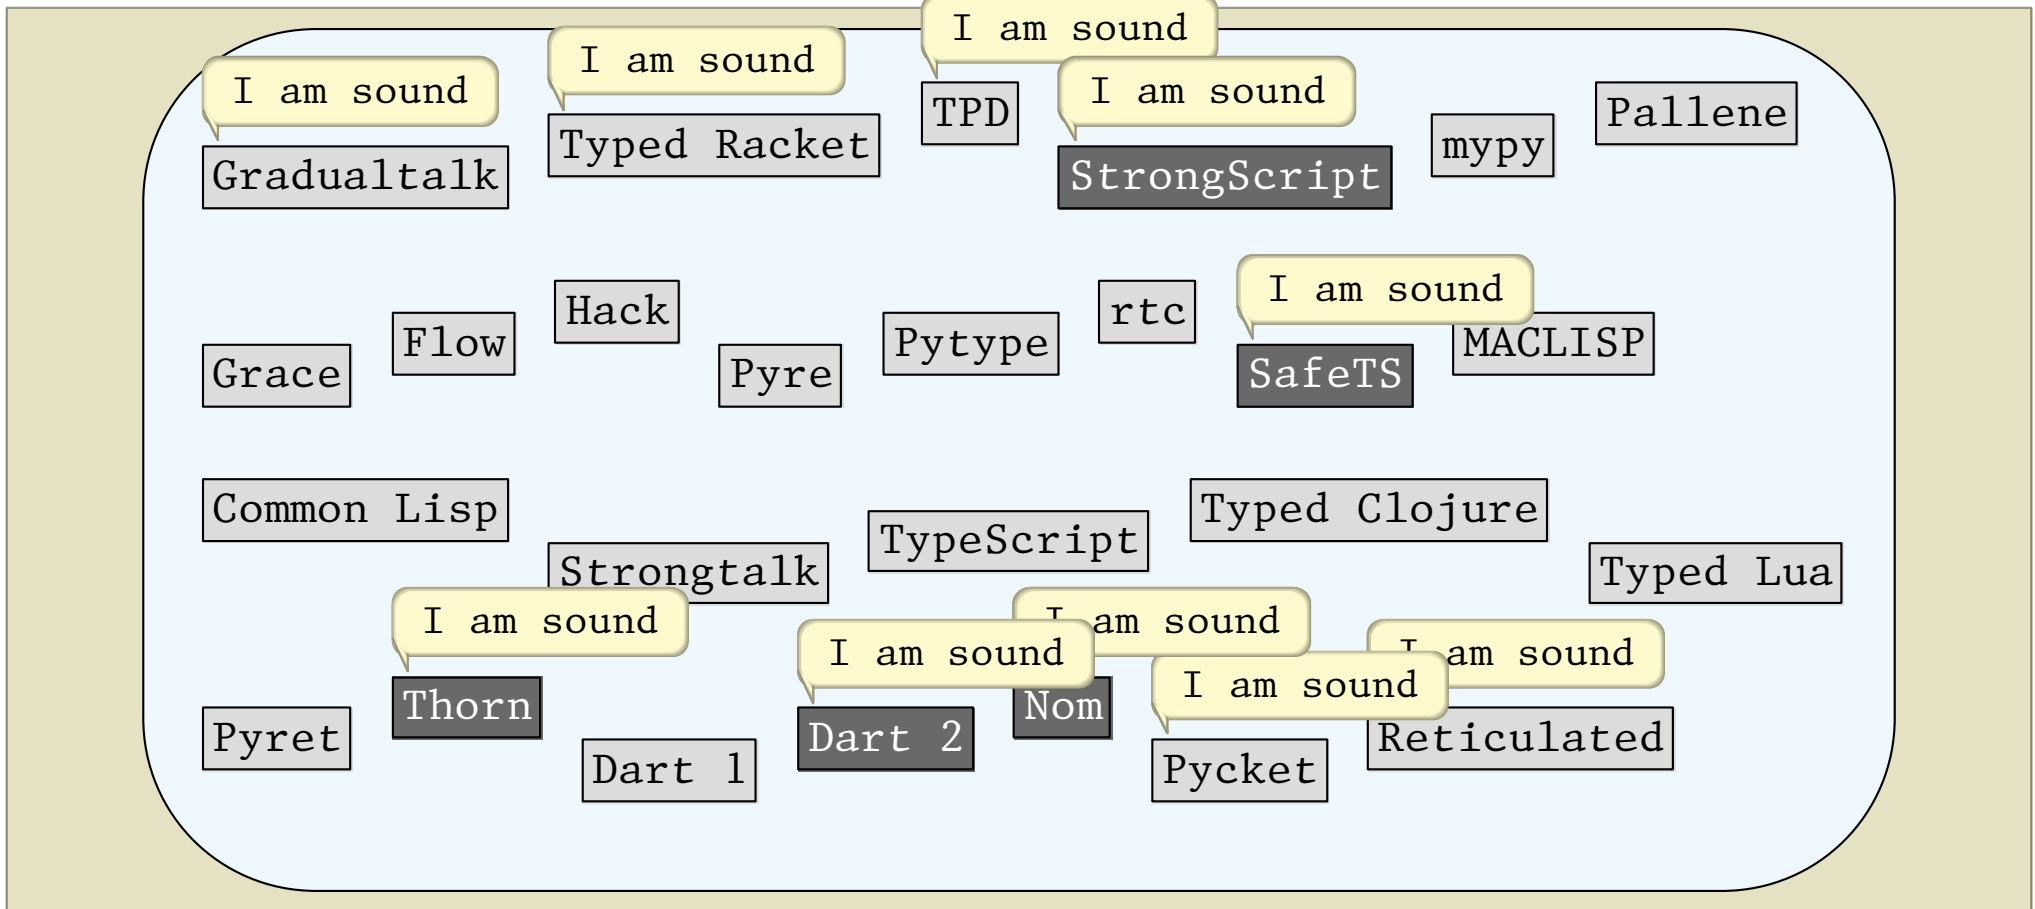 I am sound
I am sound
I am sound
I am sound
Gradualtalk
Typed Racket
TPD
StrongScript
mypy
Pallene
I am sound
Grace
Flow
Hack
Pyre
Pytype
rtc
SafeTS
MACLISP
Common Lisp
Strongtalk
TypeScript
Typed Clojure
Typed Lua
I am sound
I am sound
I am sound
I am sound
I am sound
Pyret
Thorn
Dart 1
Dart 2
Nom
Pycket
Reticulated